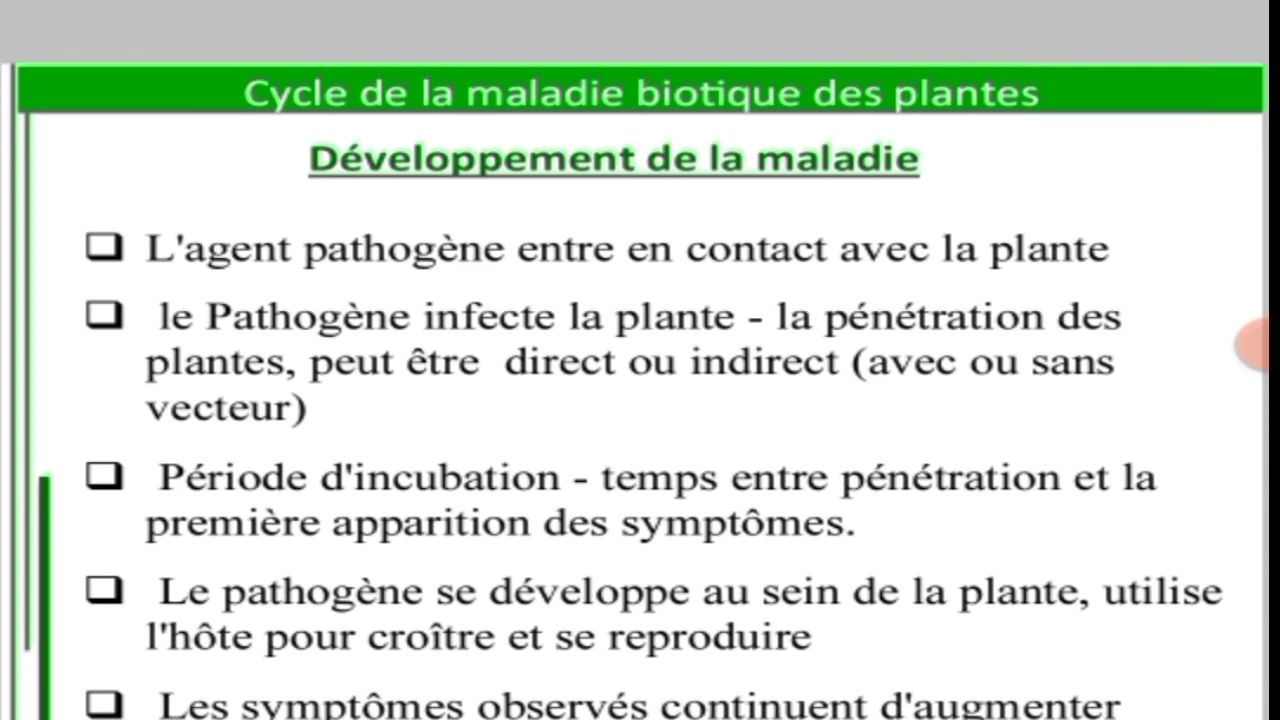 Cycle de la maladie biotique des plantes
Développement de la maladie
❑ L'agent pathogène entre en contact avec la plante
❑ le Pathogène infecte la plante - la pénétration des
plantes, peut être direct ou indirect (avec ou sans
vecteur)
❑ Période d'incubation - temps entre pénétration et la
première apparition des symptômes.
❑ Le pathogène se développe au sein de la plante, utilise
l'hôte pour croître et se reproduire
❑ Les symptômes observés continuent d'augmenter